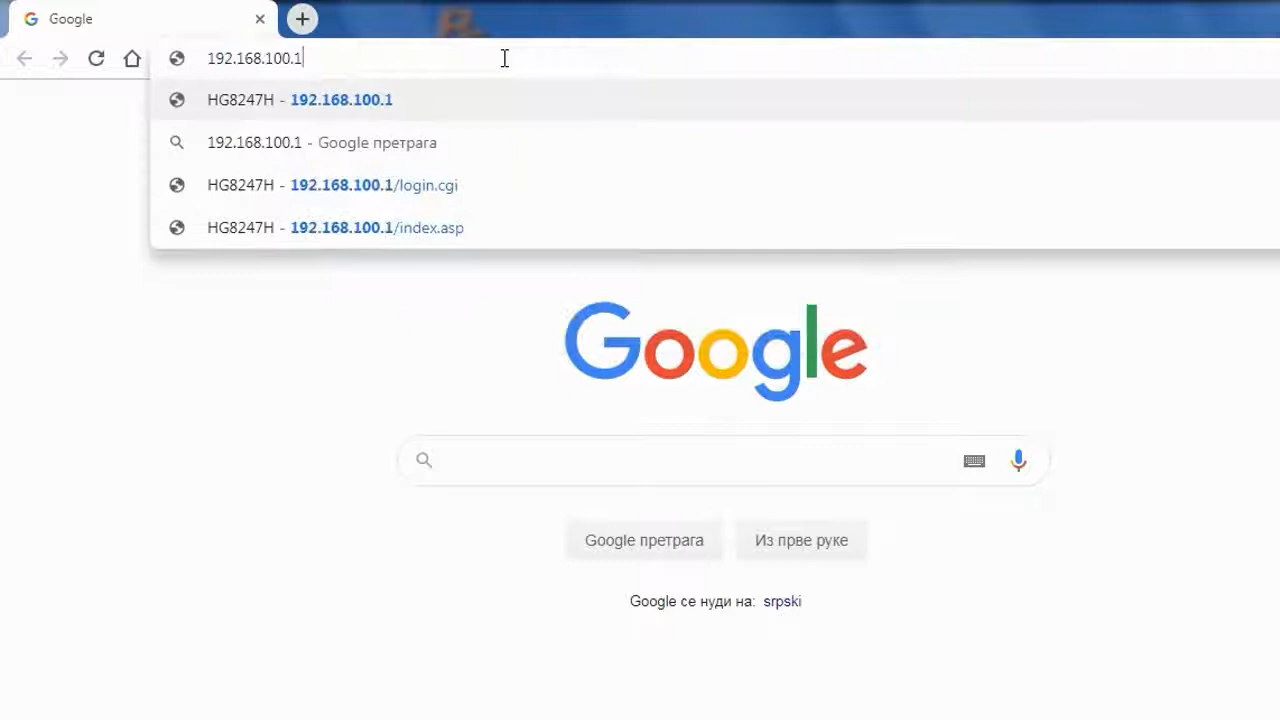 Google
192.168.100.1
HG8247H - 192.168.100.1
192.168.100.1 - Google претрага
HG8247H - 192.168.100.1/login.cgi
HG8247H - 192.168.100.1/index.asp
Google
Google претрага
Из прве руке
Google се нуди на: srpski